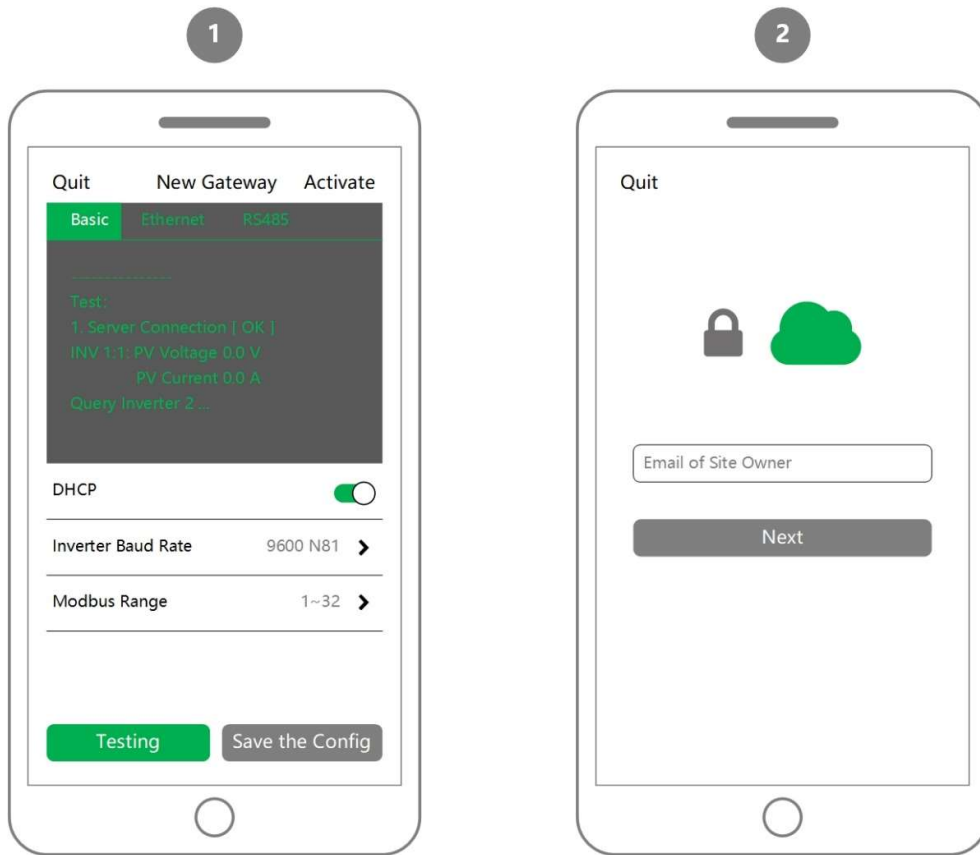 1
Quit New Gateway Activate
Basic Ethernet RS485
---------------
Test:
1. Server Connection [ OK ]
INV 1:1: PV Voltage 0.0 V
PV Current 0.0 A
Query Inverter 2 ...
DHCP
Inverter Baud Rate 9600 N81
Modbus Range 1~32
Testing Save the Config
2
Quit
Email of Site Owner
Next